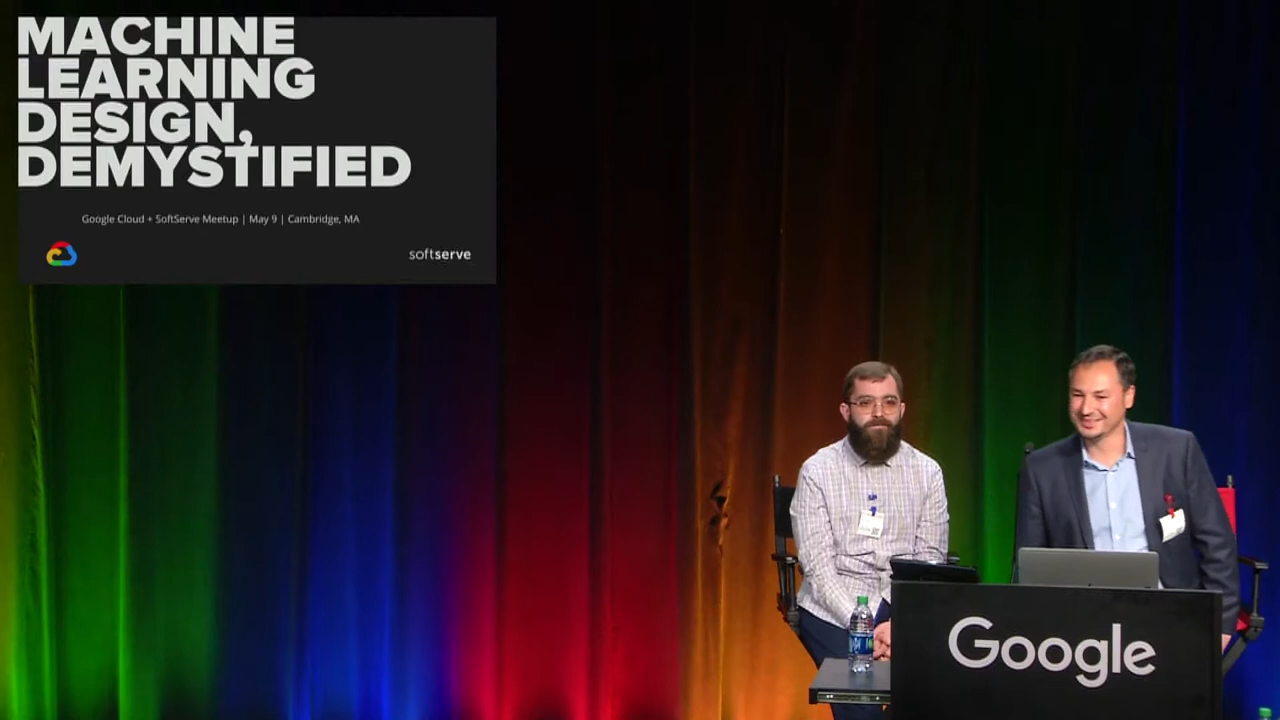 MACHINE
LEARNING
DESIGN,
DEMYSTIFIED
Google Cloud + SoftServe Meetup | May 9 | Cambridge, MA
softserve
Google